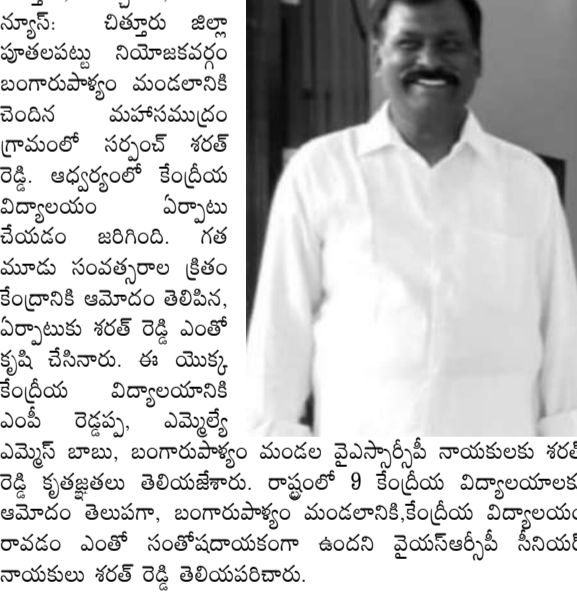 న్యూస్: చిత్తూరు జిల్లా
పూతలపట్టు నియోజకవర్గం
బంగారుపాళ్యం మండలానికి
చెందిన మహాసముద్రం
గ్రామంలో సర్పంచ్ శరత్
రెడ్డి. ఆధ్వర్యంలో కేంద్రీయ
విద్యాలయం ఏర్పాటు
చేయడం జరిగింది. గత
మూడు సంవత్సరాల క్రితం
కేంద్రానికి ఆమోదం తెలిపిన,
ఏర్పాటుకు శరత్ రెడ్డి ఎంతో
కృషి చేసినారు. ఈ యొక్క
కేంద్రీయ విద్యాలయానికి
ఎంపీ రెడ్డప్ప, ఎమ్మెల్యే
ఎమ్మెస్ బాబు, బంగారుపాళ్యం మండల వైఎస్సార్సీపీ నాయకులకు శరత్
రెడ్డి కృతజ్ఞతలు తెలియజేశారు. రాష్ట్రంలో 9 కేంద్రీయ విద్యాలయాలకు
ఆమోదం తెలుపగా, బంగారుపాళ్యం మండలానికి,కేంద్రీయ విద్యాలయం
రావడం ఎంతో సంతోషదాయకంగా ఉందని వైయస్ఆర్సీపీ సీనియర్
నాయకులు శరత్ రెడ్డి తెలియపరిచారు.